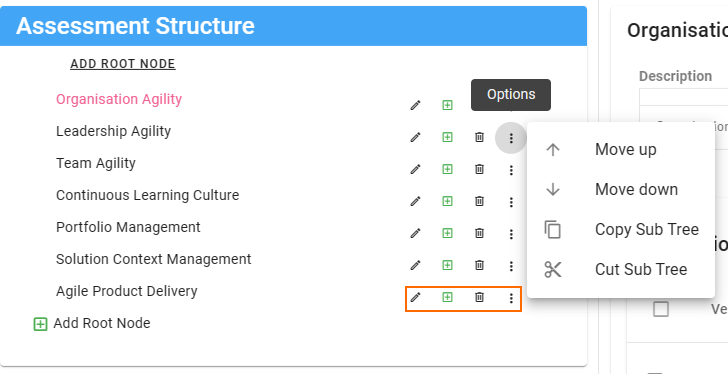 Assessment Structure
Organisatio
ADD ROOT NODE
Description
Organisation Agility
Options
Leadership Agility
Move up
Team Agility
Move down
Continuous Learning Culture
Portfolio Management
Copy Sub Tree
Solution Context Management
Cut Sub Tree
Agile Product Delivery
Ve
Add Root Node